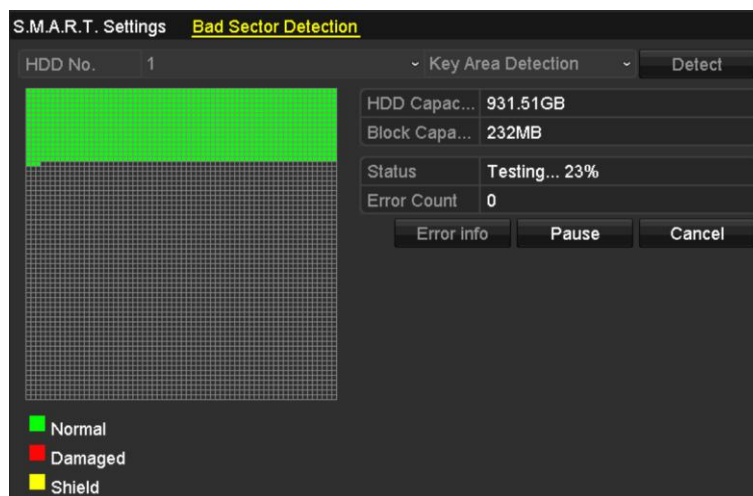 S.M.A.R.T. Settings Bad Sector Detection
HDD No. 1 Key Area Detection Detect
HDD Capac... 931.51GB
Block Capa... 232MB
Status Testing... 23%
Error Count 0
Error info Pause Cancel
Normal
Damaged
Shield